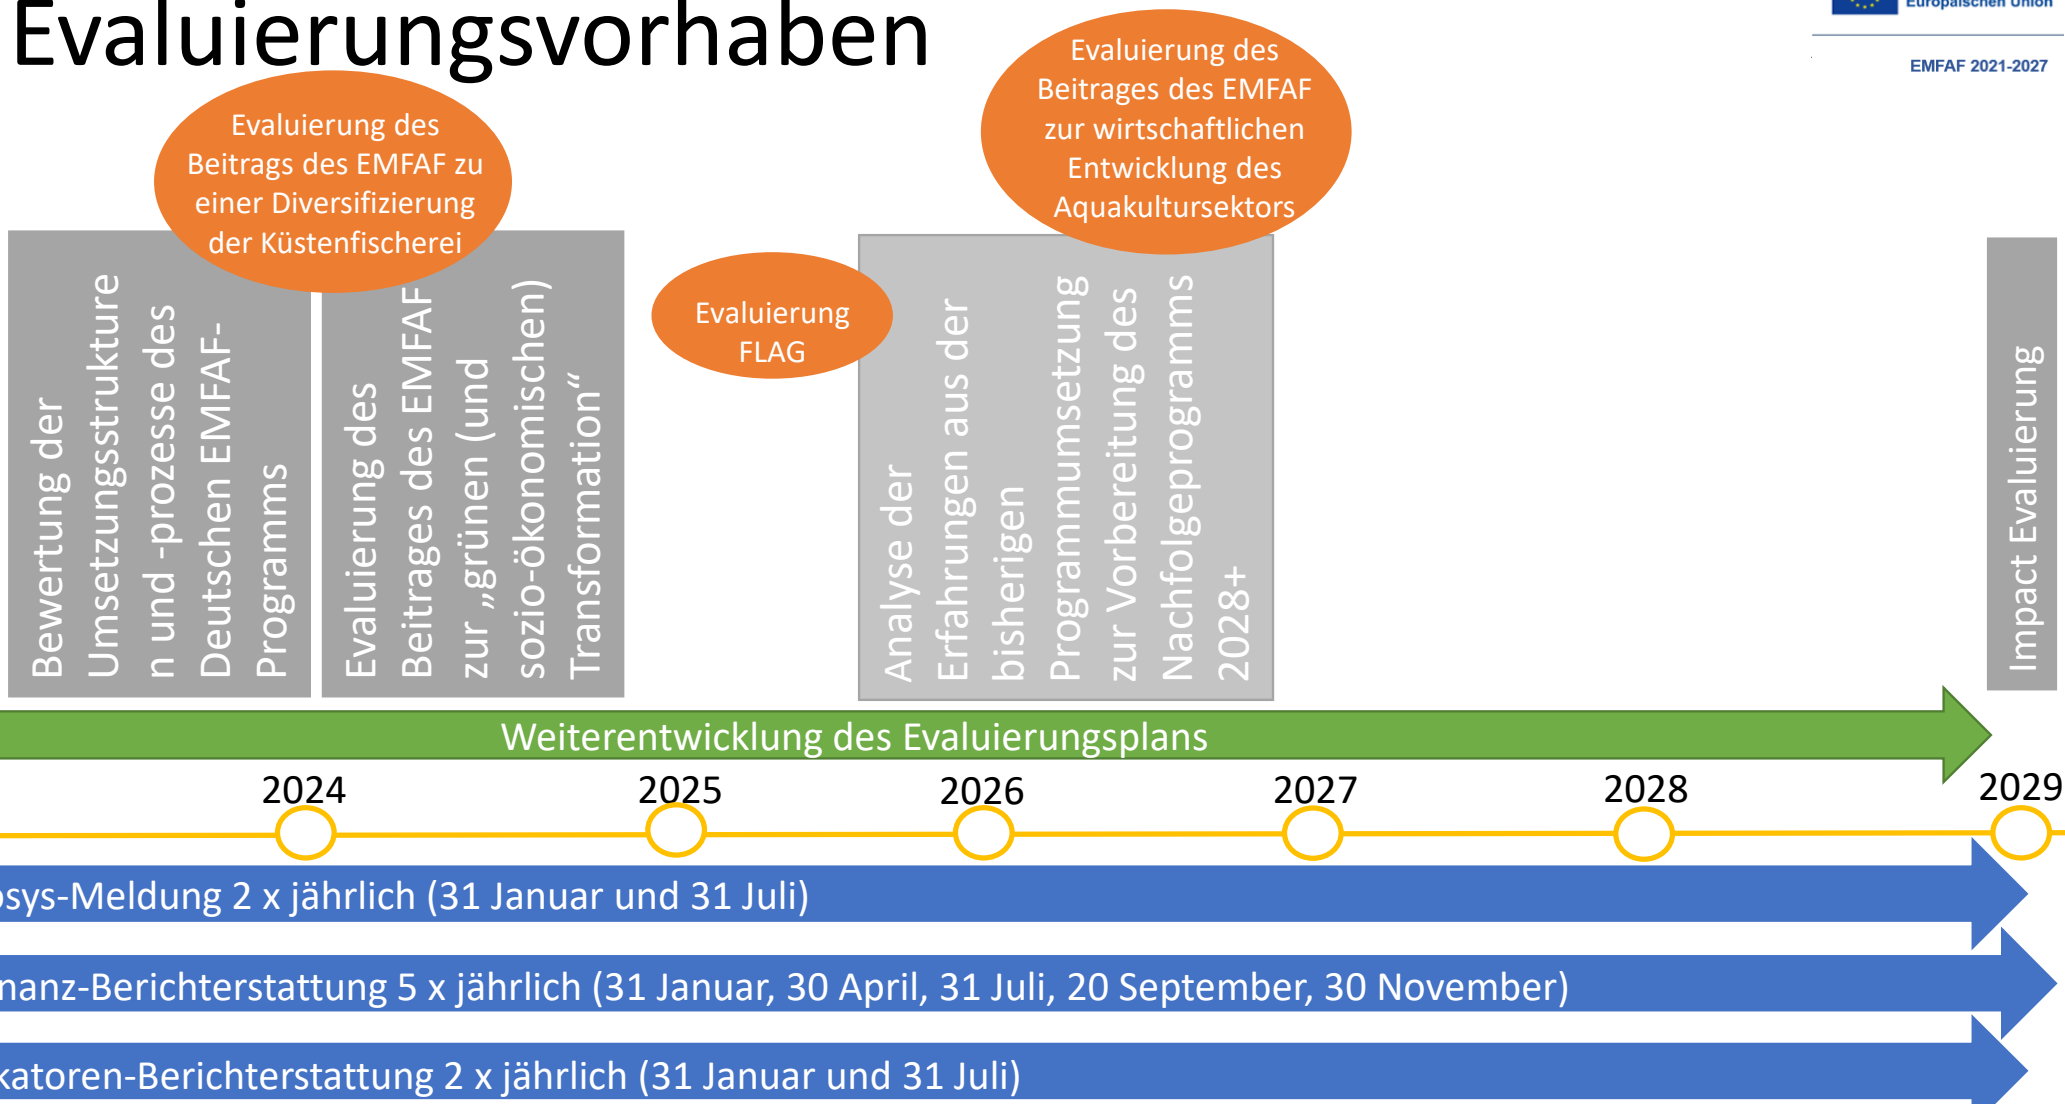 Evaluierungsvorhaben
Europäischen Union
EMFAF 2021-2027
Evaluierung des
Beitrags des EMFAF zu
einer Diversifizierung
der Küstenfischerei
Evaluierung des
Beitrages des EMFAF
zur wirtschaftlichen
Entwicklung des
Aquakultursektors
Evaluierung
FLAG
Bewertung der
Umsetzungsstrukture
n und -prozesse des
Deutschen EMFAF-
Programms
Evaluierung des
Beitrages des EMFAF
zur „grünen (und
sozio-ökonomischen)
Transformation“
Analyse der
Erfahrungen aus der
bisherigen
Programmumsetzung
zur Vorbereitung des
Nachfolgeprogramms
2028+
Impact Evaluierung
Weiterentwicklung des Evaluierungsplans
2024 2025 2026 2027 2028 2029
osys-Meldung 2 x jährlich (31 Januar und 31 Juli)
nanz-Berichterstattung 5 x jährlich (31 Januar, 30 April, 31 Juli, 20 September, 30 November)
katoren-Berichterstattung 2 x jährlich (31 Januar und 31 Juli)